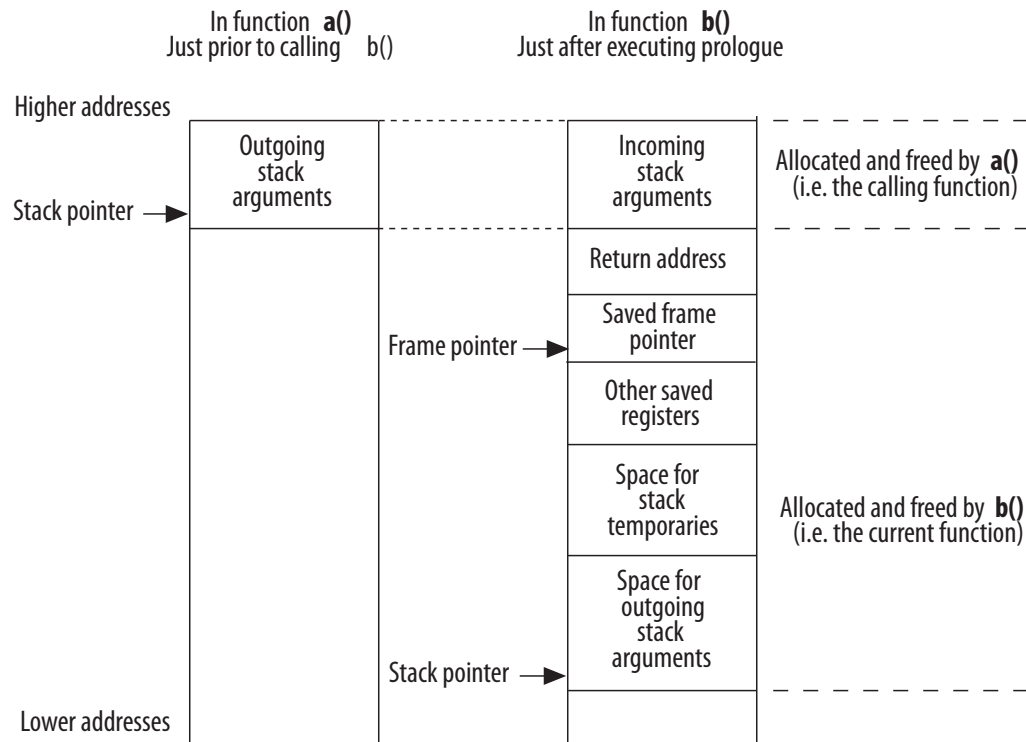 In function a()
Just prior to calling b()
In function b()
Just after executing prologue
Higher addresses
Outgoing
stack
arguments
Incoming
stack
arguments
Allocated and freed by a()
(i.e. the calling function)
Stack pointer
Return address
Saved frame
pointer
Frame pointer
Other saved
registers
Space for
stack
temporaries
Allocated and freed by b()
(i.e. the current function)
Space for
outgoing
stack
arguments
Stack pointer
Lower addresses